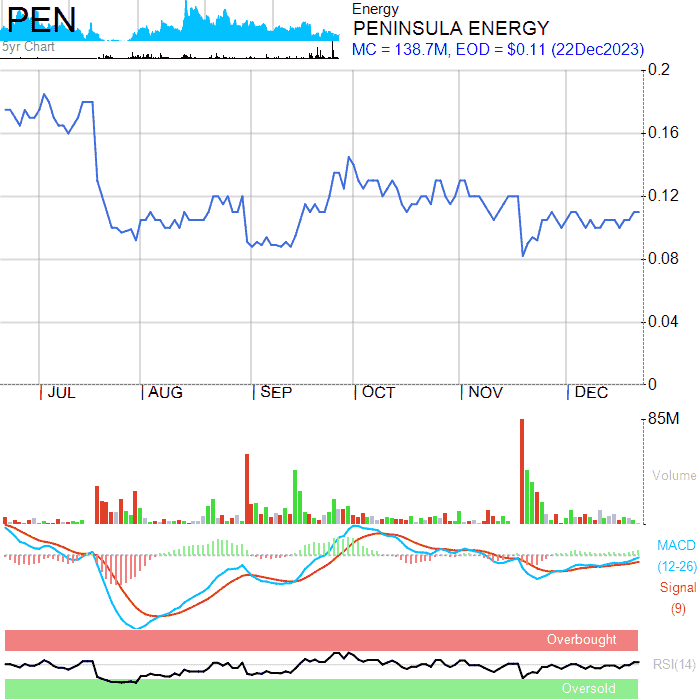 PEN
5yr Chart
Energy
PENINSULA ENERGY
MC = 138.7M, EOD = $0.11 (22Dec2023)
0.2
0.16
0.12
0.08
0.04
0
JUL AUG SEP OCT NOV DEC
85M
Volume
MACD
(12-26)
Signal
(9)
Overbought
RSI(14)
Oversold